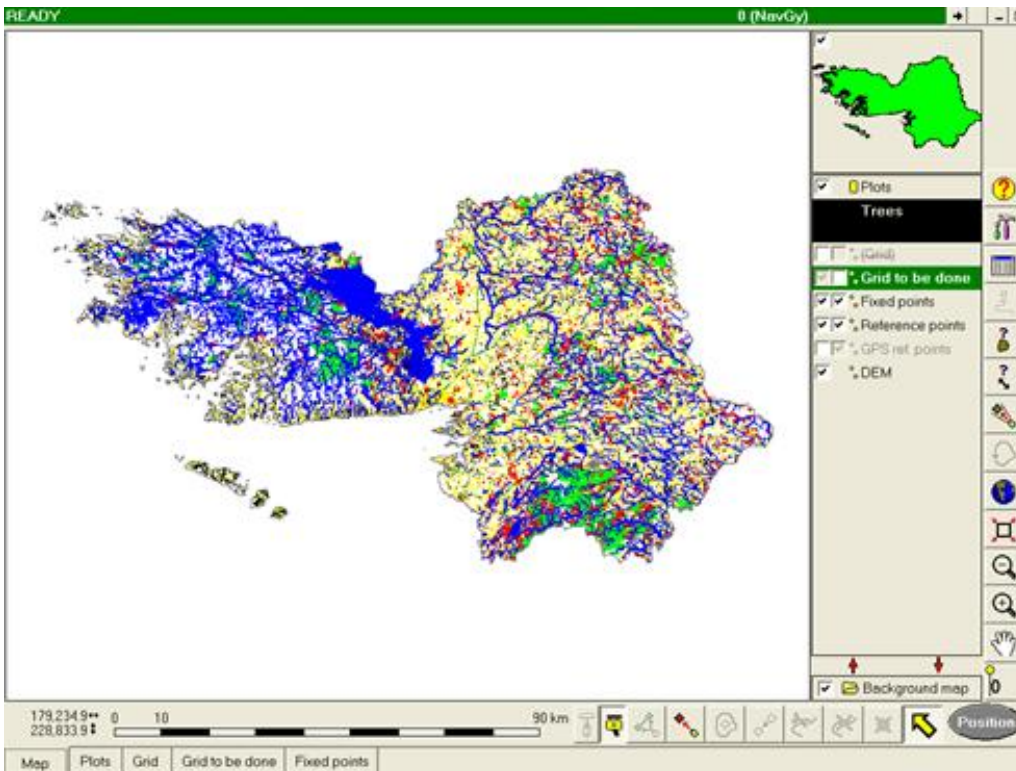 READY
0 (NavGy)
Plots
Trees
(Grid)
Grid to be done
Fixed points
Reference points
GPS ref. points
DEM
Background map
0
179,234.9
228,833.9
0 10 90 km
Position
Map Plots Grid Grid to be done Fixed points